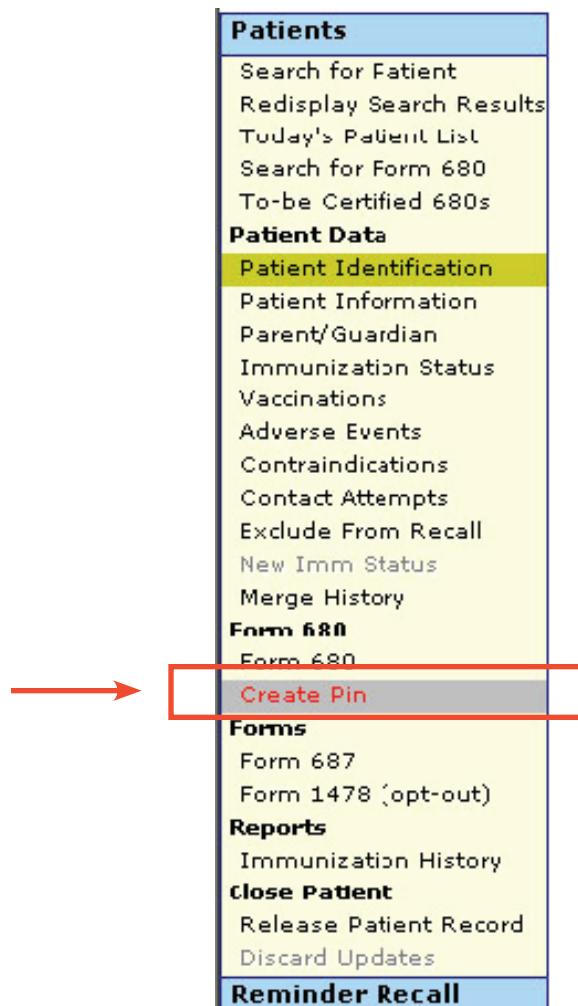 Patients
Search for Patient
Redisplay Search Results
Today's Patient List
Search for Form 680
To-be Certified 680s
Patient Data
Patient Identification
Patient Information
Parent/Guardian
Immunization Status
Vaccinations
Adverse Events
Contraindications
Contact Attempts
Exclude From Recall
New Imm Status
Merge History
Form 680
Form 680
Create Pin
Forms
Form 687
Form 1478 (opt-out)
Reports
Immunization History
Close Patient
Release Patient Record
Discard Updates
Reminder Recall